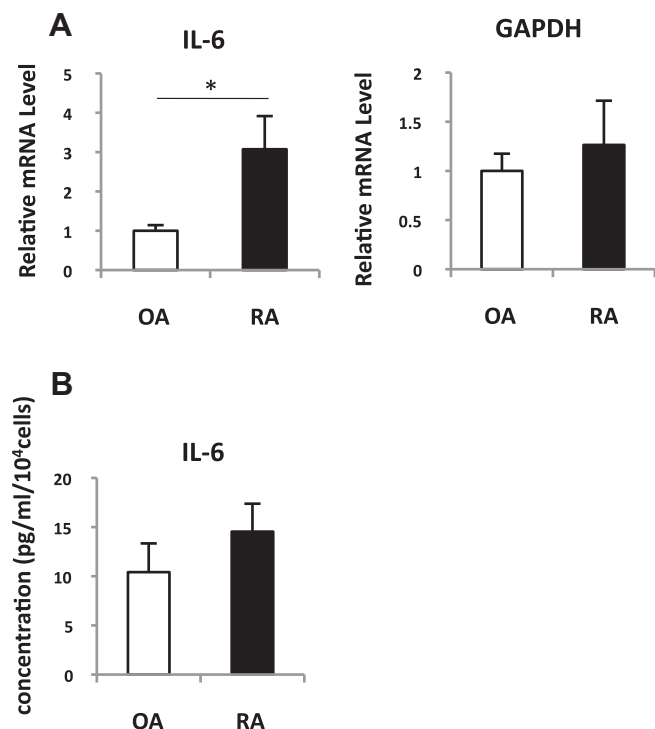 A
IL-6
Relative mRNA Level
5
4
3
2
1
0
*
OA RA
GAPDH
Relative mRNA Level
2
1.5
1
0.5
0
OA RA
B
IL-6
concentration (pg/ml/10⁴cells)
20
15
10
5
0
OA RA